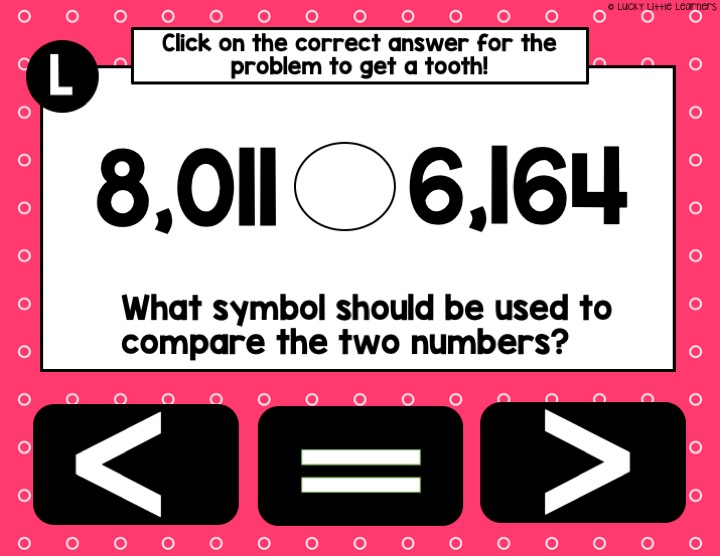 © Lucky Little Learners
Click on the correct answer for the
problem to get a tooth!
L
8,011 6,164
What symbol should be used to
compare the two numbers?
< = >